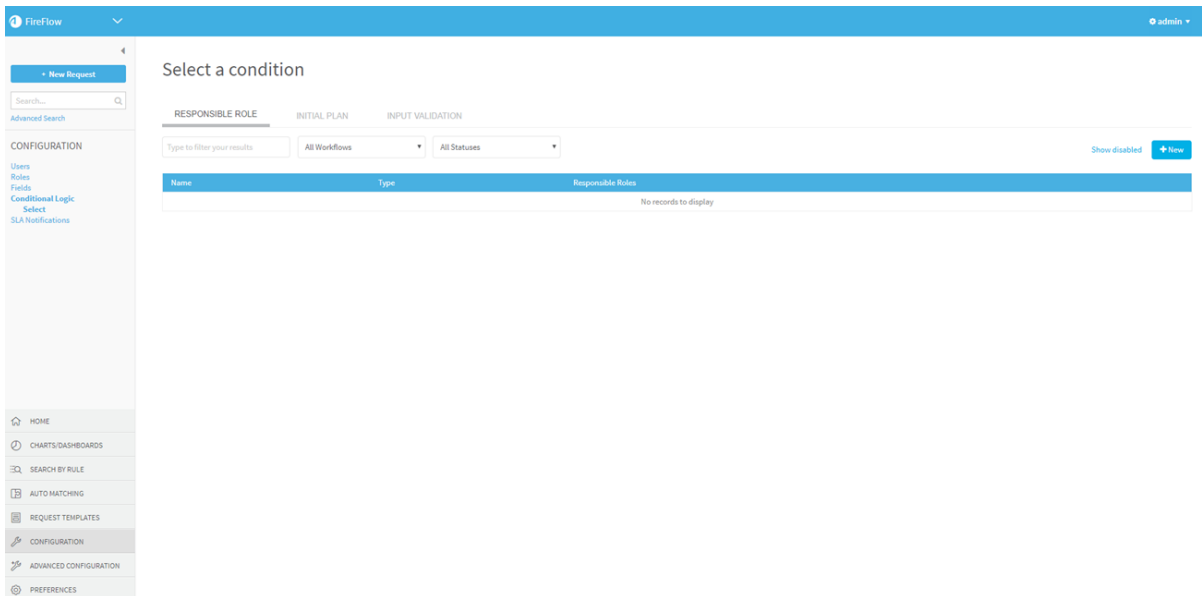 FireFlow
admin
+ New Request
Search...
Advanced Search
CONFIGURATION
Users
Roles
Fields
Conditional Logic
Select
SLA Notifications
HOME
CHARTS/DASHBOARDS
SEARCH BY RULE
AUTO MATCHING
REQUEST TEMPLATES
CONFIGURATION
ADVANCED CONFIGURATION
PREFERENCES
Select a condition
RESPONSIBLE ROLE INITIAL PLAN INPUT VALIDATION
Type to filter your results All Workflows All Statuses Show disabled +New
Name Type Responsible Roles
No records to display